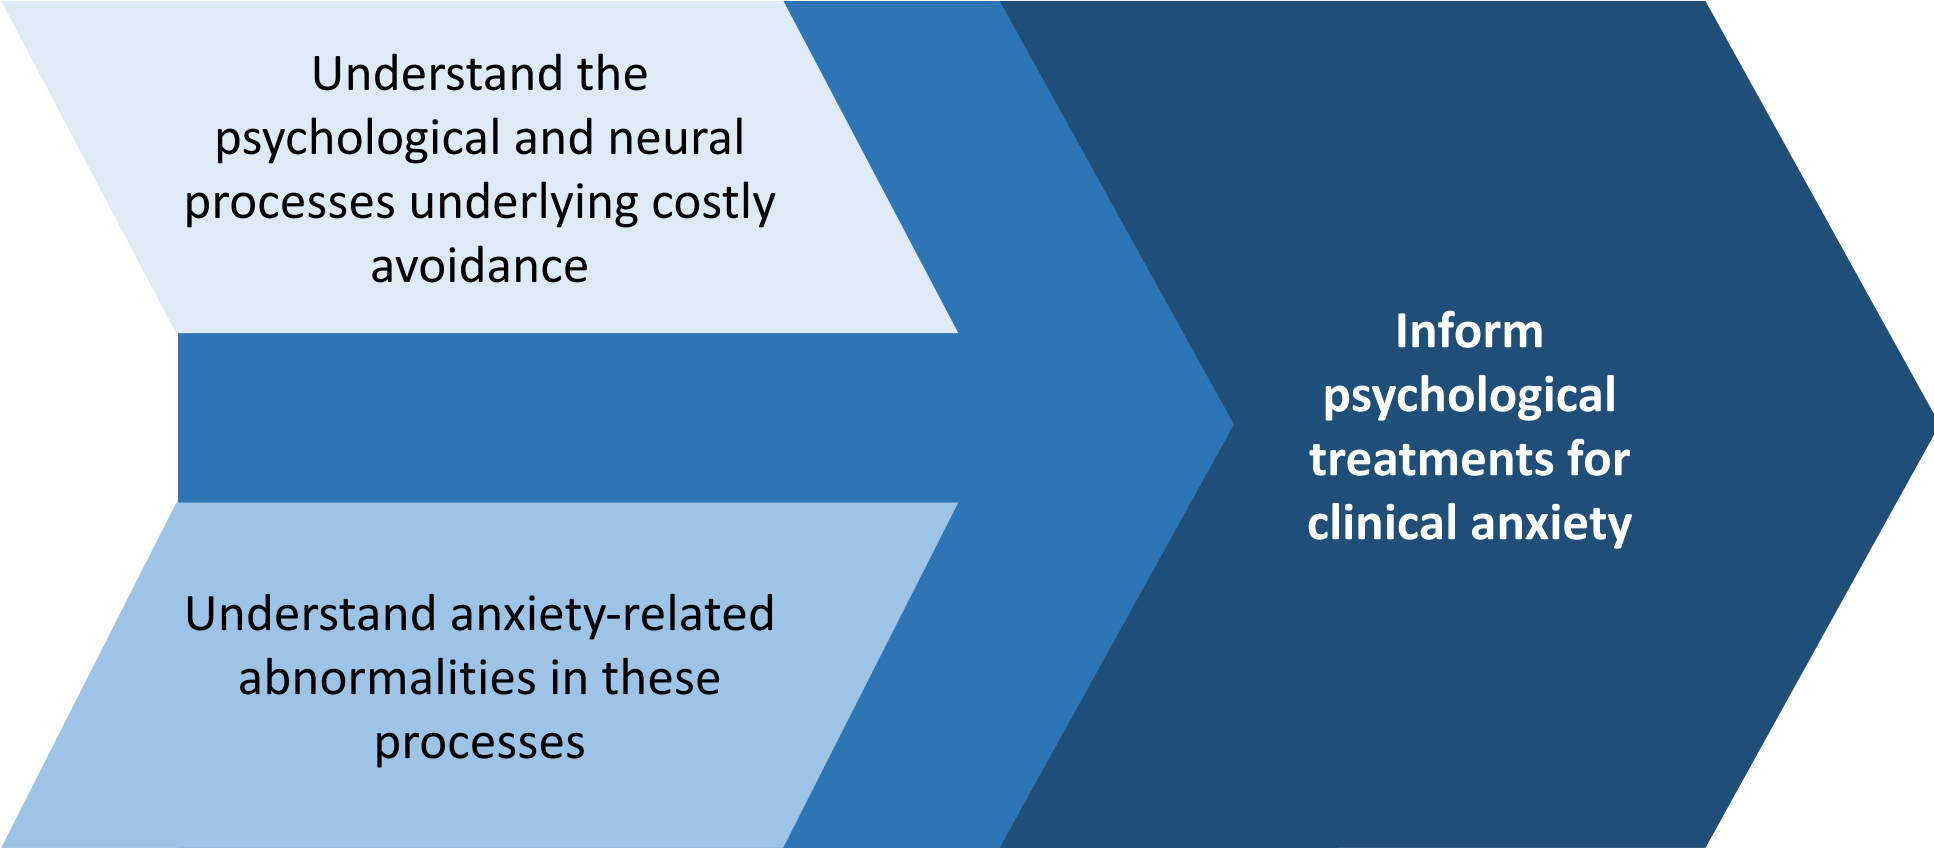 Understand the
psychological and neural
processes underlying costly
avoidance
Understand anxiety-related
abnormalities in these
processes
Inform
psychological
treatments for
clinical anxiety